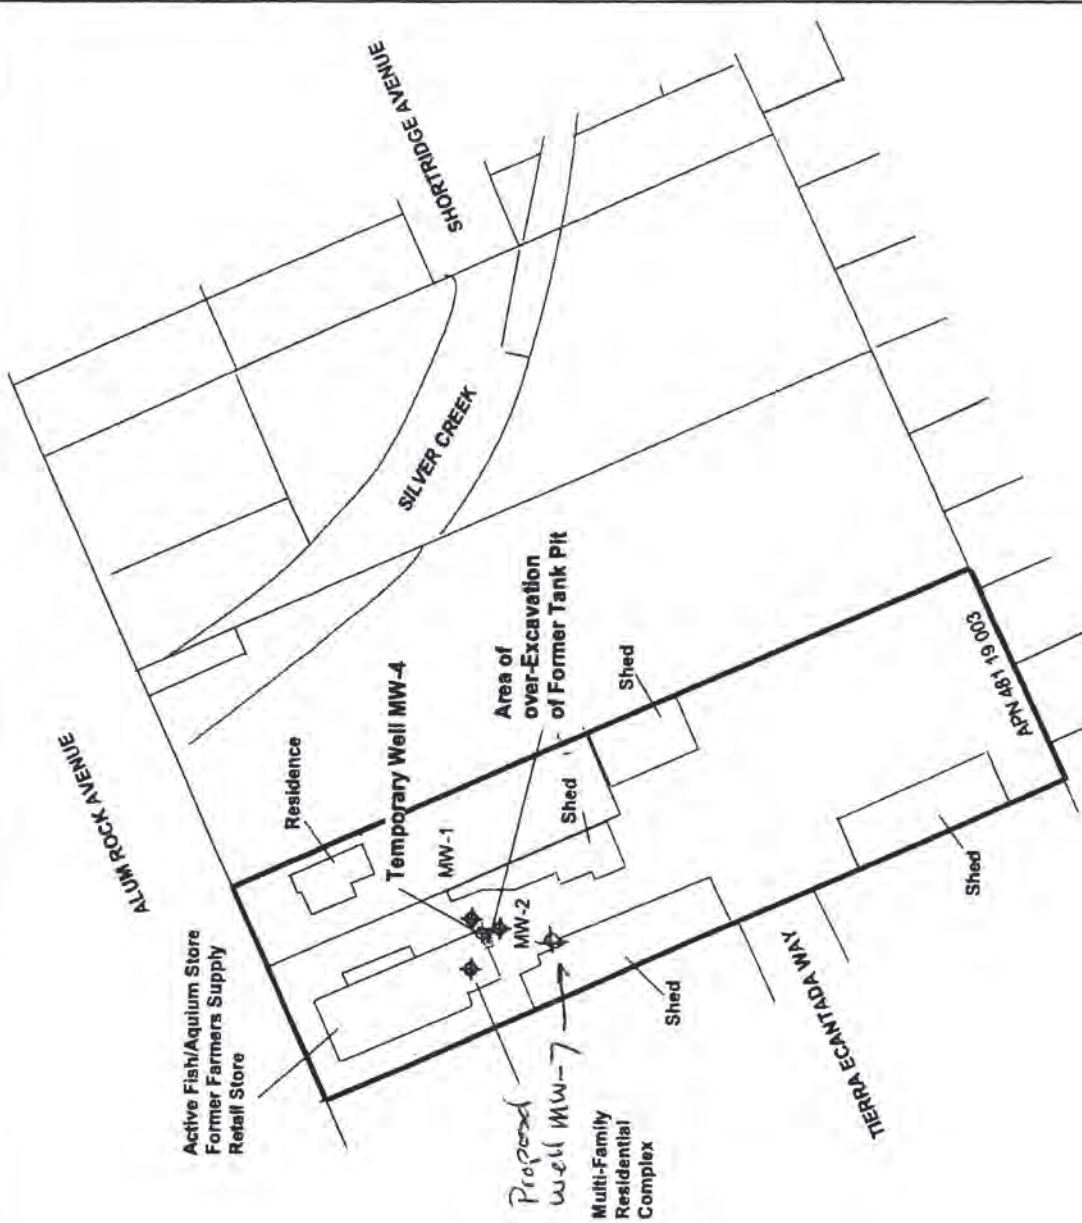 SHORTRIDGE AVENUE
SILVER CREEK
ALLUM ROCK AVENUE
Residence
Temporary Well MW-4
Area of
over-Excavation
of Former Tank Pit
Shed
MW-1
Shed
MW-2
Active Fish/Aquium Store
Former Farmers Supply
Retail Store
Proposed
well MW-7
Multi-Family
Residential
Complex
Shed
TIERRA ECANTADA WAY
Shed
APN 481 19 003